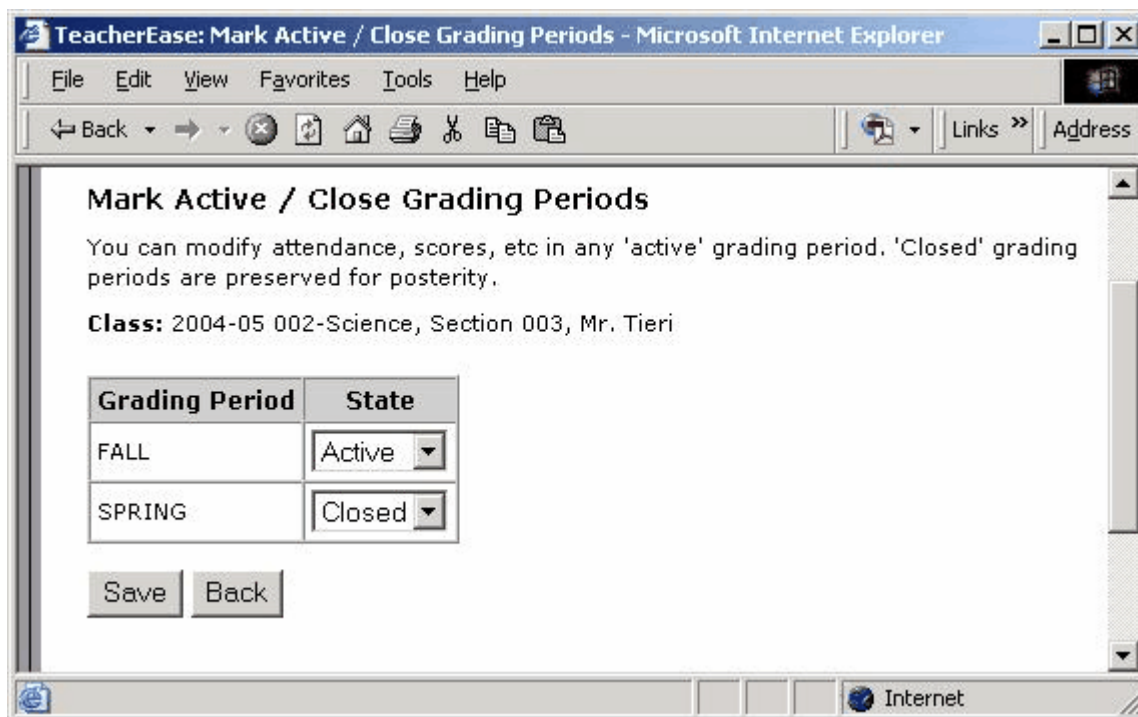 TeacherEase: Mark Active / Close Grading Periods - Microsoft Internet Explorer
File Edit View Favorites Tools Help
Back Links » Address
Mark Active / Close Grading Periods
You can modify attendance, scores, etc in any 'active' grading period. 'Closed' grading
periods are preserved for posterity.
Class: 2004-05 002-Science, Section 003, Mr. Tieri
Grading Period State
FALL Active
SPRING Closed
Save Back
Internet